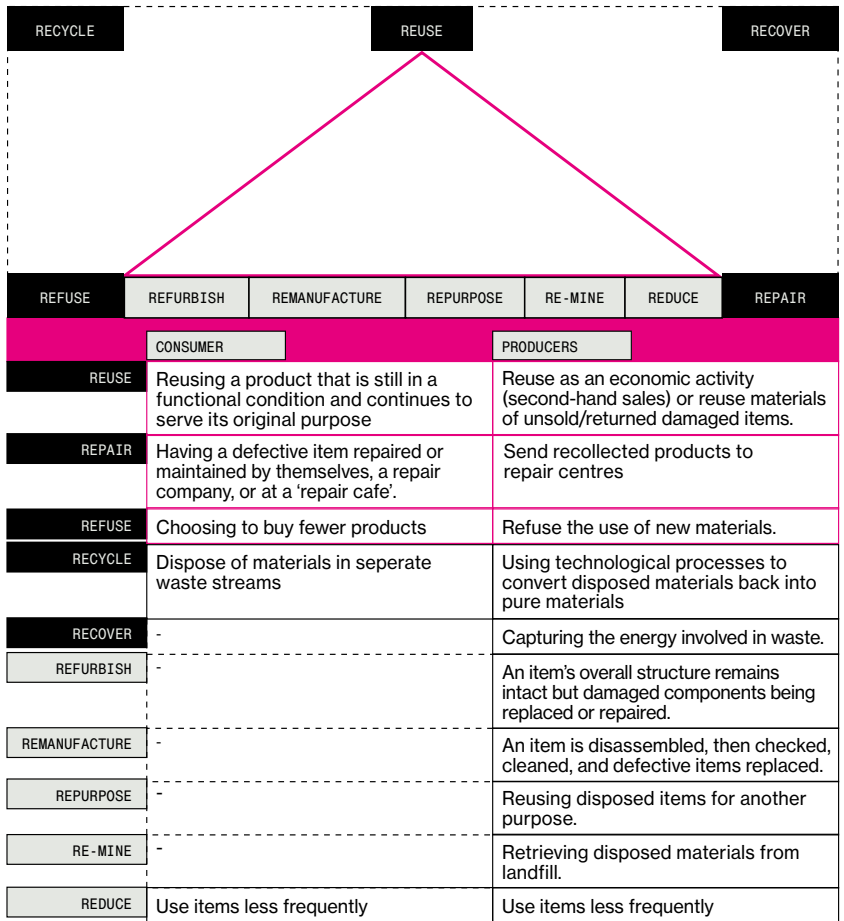 RECYCLE
REUSE
RECOVER
REFUSE
REFURBISH
REMANUFACTURE
REPURPOSE
RE-MINE
REDUCE
REPAIR
CONSUMER
PRODUCERS
REUSE
Reusing a product that is still in a
functional condition and continues to
serve its original purpose
Reuse as an economic activity
(second-hand sales) or reuse materials
of unsold/returned damaged items.
REPAIR
Having a defective item repaired or
maintained by themselves, a repair
company, or at a ‘repair cafe’.
Send recollected products to
repair centres
REFUSE
Choosing to buy fewer products
Refuse the use of new materials.
RECYCLE
Dispose of materials in seperate
waste streams
Using technological processes to
convert disposed materials back into
pure materials
RECOVER
-
Capturing the energy involved in waste.
REFURBISH
-
An item’s overall structure remains
intact but damaged components being
replaced or repaired.
REMANUFACTURE
-
An item is disassembled, then checked,
cleaned, and defective items replaced.
REPURPOSE
-
Reusing disposed items for another
purpose.
RE-MINE
-
Retrieving disposed materials from
landfill.
REDUCE
Use items less frequently
Use items less frequently